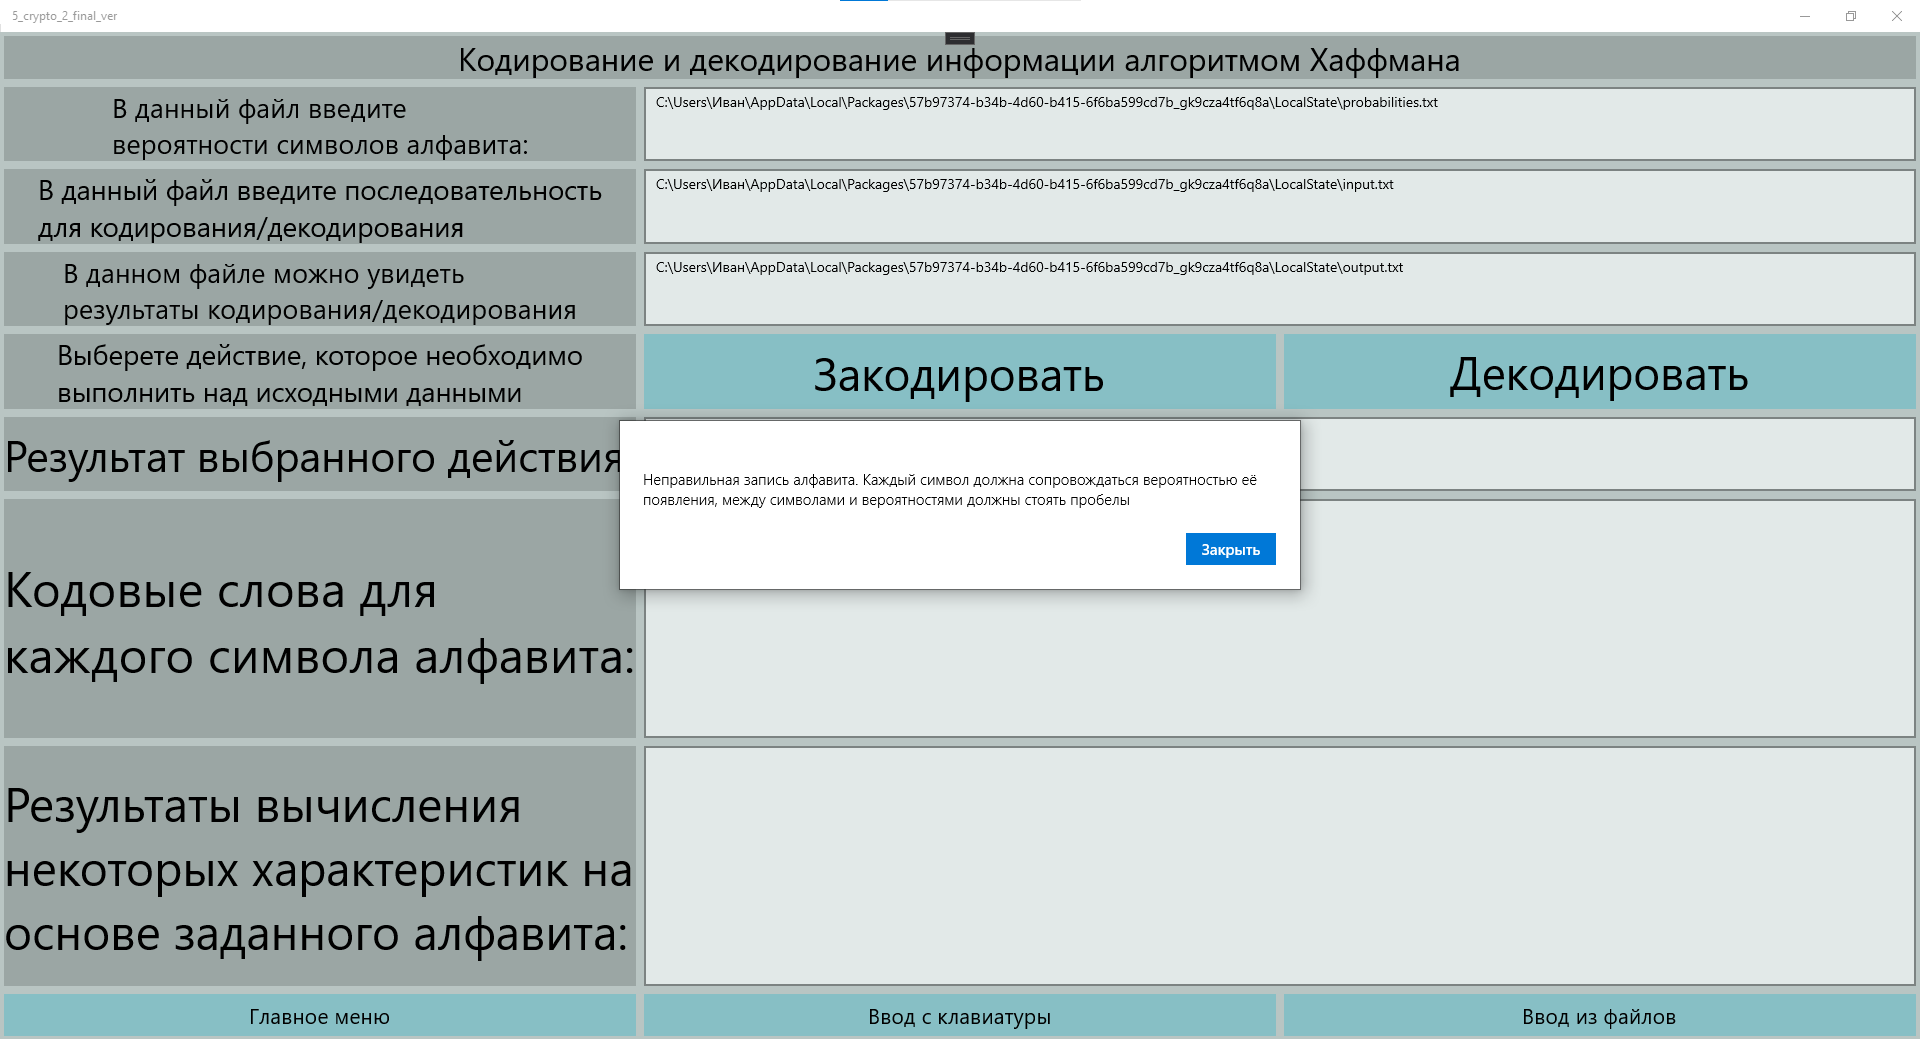 5_crypto_2_final_ver
Кодирование и декодирование информации алгоритмом Хаффмана
В данный файл введите
вероятности символов алфавита:
C:\Users\Иван\AppData\Local\Packages\57b97374-b34b-4d60-b415-6f6ba599cd7b_gk9cza4tf6q8a\LocalState\probabilities.txt
В данный файл введите последовательность
для кодирования/декодирования
C:\Users\Иван\AppData\Local\Packages\57b97374-b34b-4d60-b415-6f6ba599cd7b_gk9cza4tf6q8a\LocalState\input.txt
В данном файле можно увидеть
результаты кодирования/декодирования
C:\Users\Иван\AppData\Local\Packages\57b97374-b34b-4d60-b415-6f6ba599cd7b_gk9cza4tf6q8a\LocalState\output.txt
Выберете действие, которое необходимо
выполнить над исходными данными
Закодировать
Декодировать
Результат выбранного действия
Неправильная запись алфавита. Каждый символ должна сопровождаться вероятностью её
появления, между символами и вероятностями должны стоять пробелы
Закрыть
Кодовые слова для
каждого символа алфавита:
Результаты вычисления
некоторых характеристик на
основе заданного алфавита:
Главное меню
Ввод с клавиатуры
Ввод из файлов